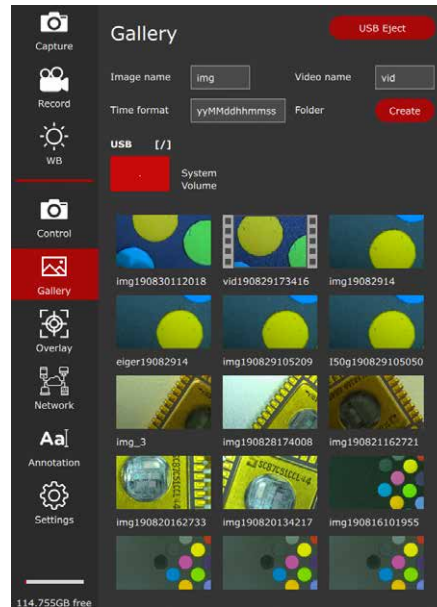 Capture
Record
WB
Control
Gallery
Overlay
Network
Aa
Annotation
Settings
114.755GB free
Gallery
USB Eject
Image name
img
Video name
vid
Time format
yyMMddhhmmss
Folder
Create
USB [/]
System
Volume
img190830112018 vid190829173416 img19082914
eiger19082914 img190829105209 I50g190829105050
img_3 img190828174008 img190821162721
img190820162733 img190820134217 img190816101955